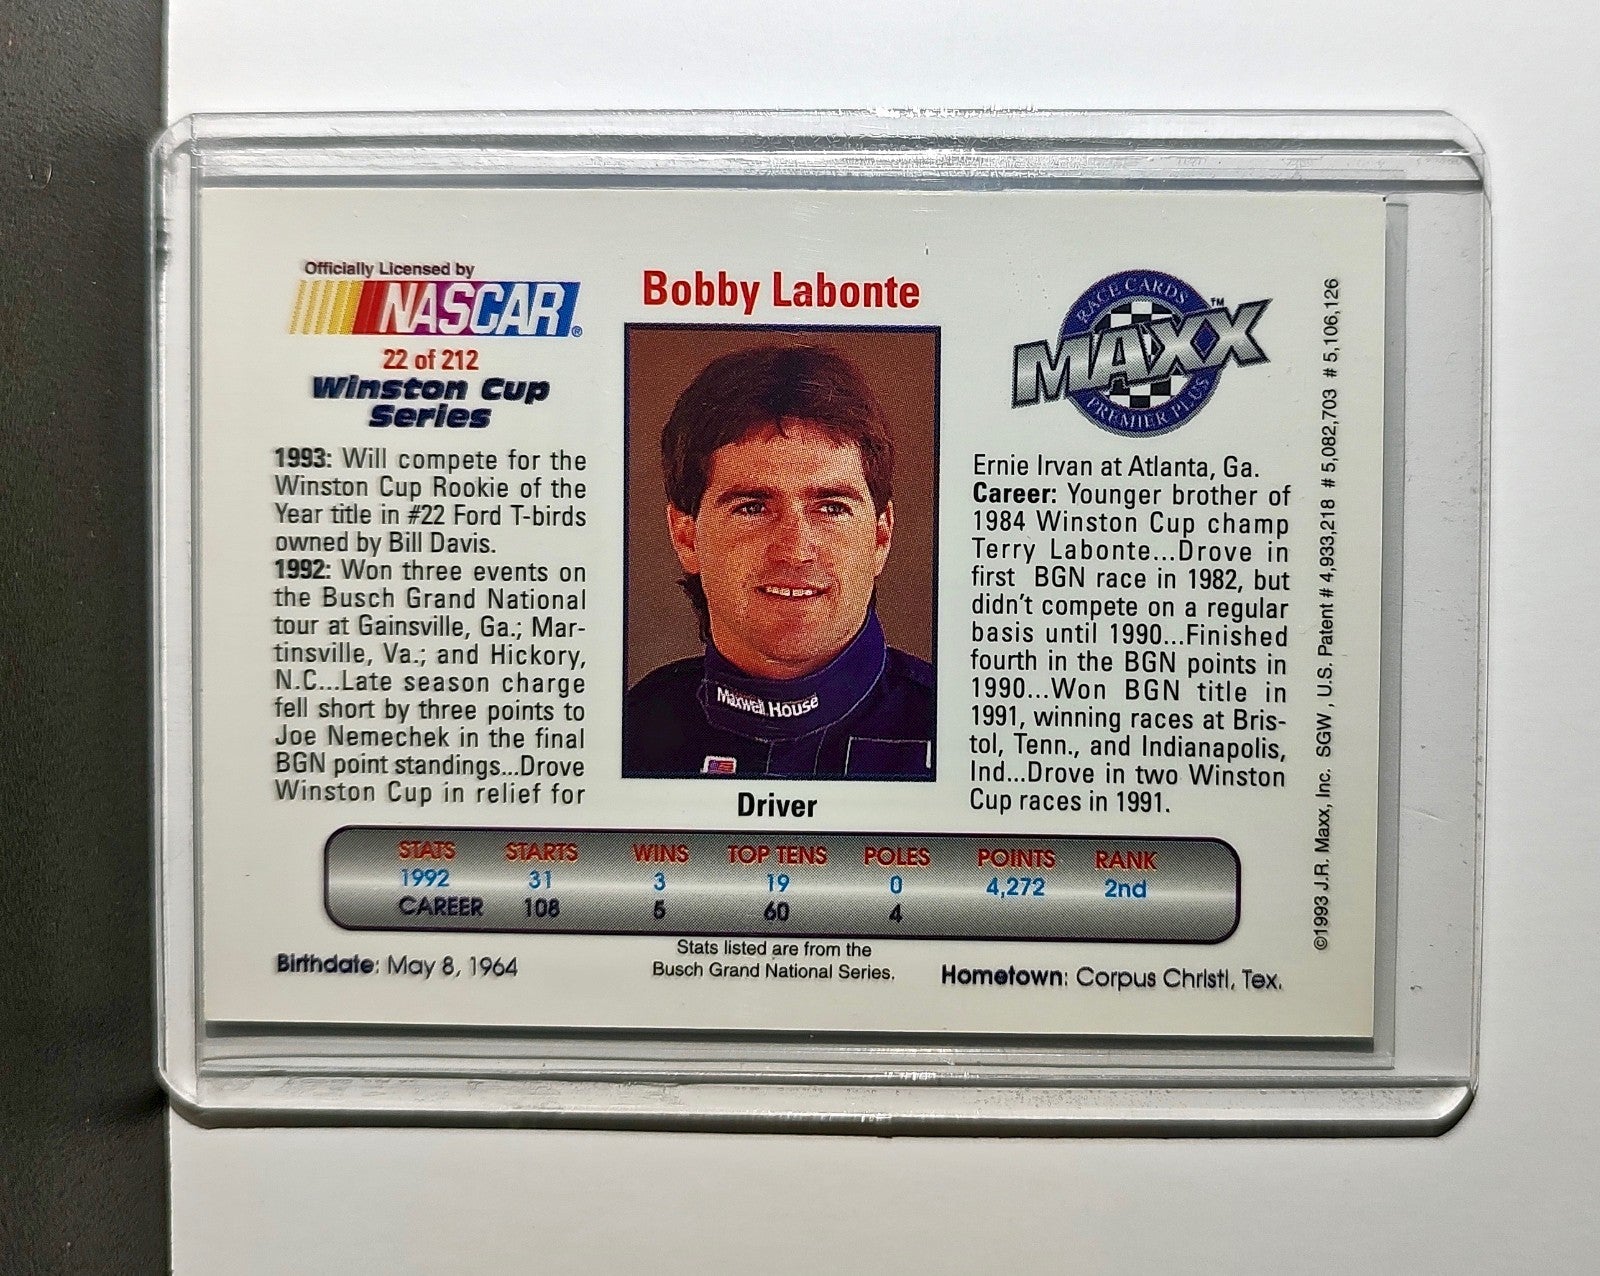 Officially Licensed by
NASCAR®
22 of 212
Winston Cup
Series
1993: Will compete for the
Winston Cup Rookie of the
Year title in #22 Ford T-birds
owned by Bill Davis.
1992: Won three events on
the Busch Grand National
tour at Gainsville, Ga.; Mar-
tinsville, Va.; and Hickory,
N.C...Late season charge
fell short by three points to
Joe Nemechek in the final
BGN point standings...Drove
Winston Cup in relief for
Bobby Labonte
Maxwell House
Driver
RACE CARDS
MAXX™
PREMIER PLUS
Ernie Irvan at Atlanta, Ga.
Career: Younger brother of
1984 Winston Cup champ
Terry Labonte...Drove in
first BGN race in 1982, but
didn't compete on a regular
basis until 1990...Finished
fourth in the BGN points in
1990...Won BGN title in
1991, winning races at Bris-
tol, Tenn., and Indianapolis,
Ind...Drove in two Winston
Cup races in 1991.
STATS STARTS WINS TOP TENS POLES POINTS RANK
1992 31 3 19 0 4,272 2nd
CAREER 108 5 60 4
Stats listed are from the
Busch Grand National Series.
Birthdate: May 8, 1964
Hometown: Corpus Christi, Tex.
©1993 J.R. Maxx, Inc. SGW , U.S. Patent # 4,933,218 # 5,082,703 # 5,106,126